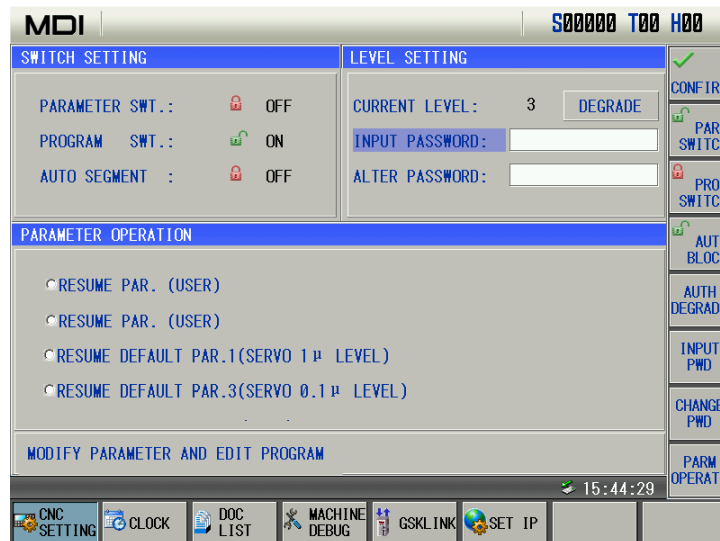 MDI
S00000 T00 H00
SWITCH SETTING
PARAMETER SWT.: OFF
PROGRAM SWT.: ON
AUTO SEGMENT : OFF
LEVEL SETTING
CURRENT LEVEL: 3 DEGRADE
INPUT PASSWORD:
ALTER PASSWORD:
PARAMETER OPERATION
RESUME PAR. (USER)
RESUME PAR. (USER)
RESUME DEFAULT PAR.1(SERVO 1μ LEVEL)
RESUME DEFAULT PAR.3(SERVO 0.1μ LEVEL)
MODIFY PARAMETER AND EDIT PROGRAM
15:44:29
CONFIR
PAR
SWITC
PRO
SWITC
AUT
BLOC
AUTH
DEGRAD
INPUT
PWD
CHANGE
PWD
PARM
OPERAT
CNC
SETTING
CLOCK
DOC
LIST
MACHINE
DEBUG
GSKLINK
SET IP